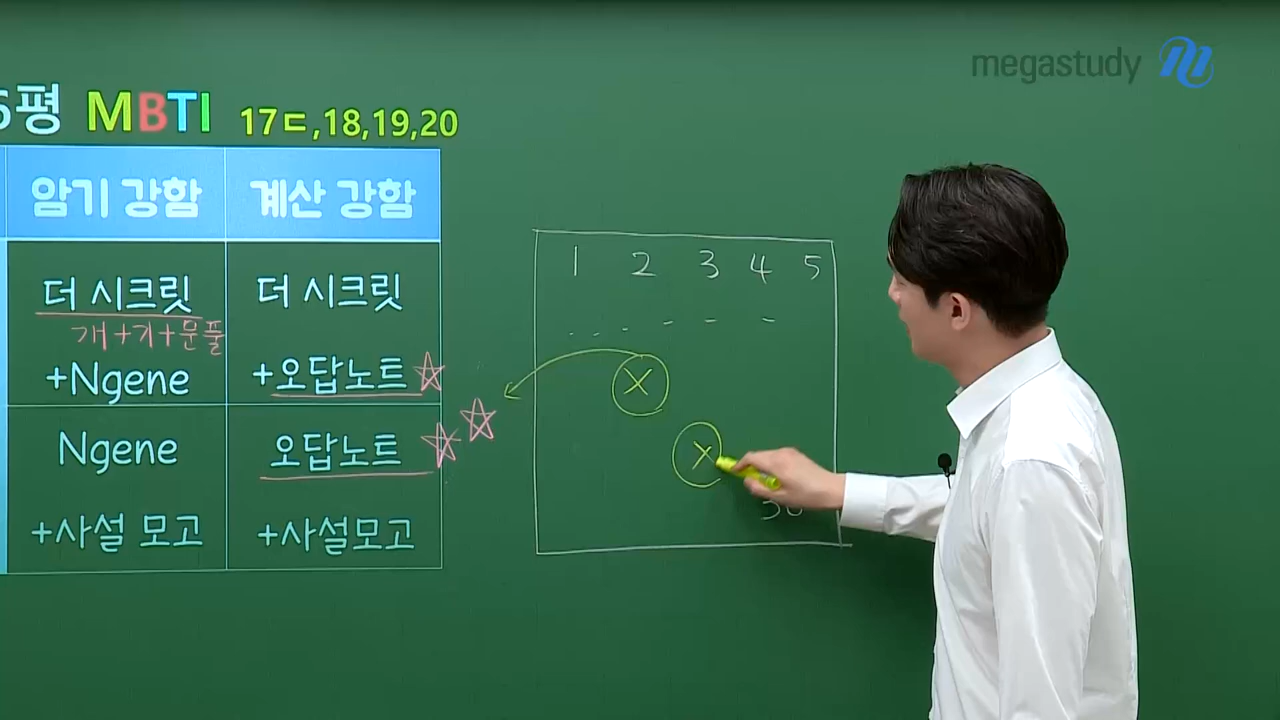 megastudy
6평 MBTI 17ㄷ,18,19,20
암기 강함 계산 강함
더 시크릿 더 시크릿
개+기+문풀
+Ngene +오답노트
Ngene 오답노트
+사설 모고 +사설모고
1 2 3 4 5
X
X
30